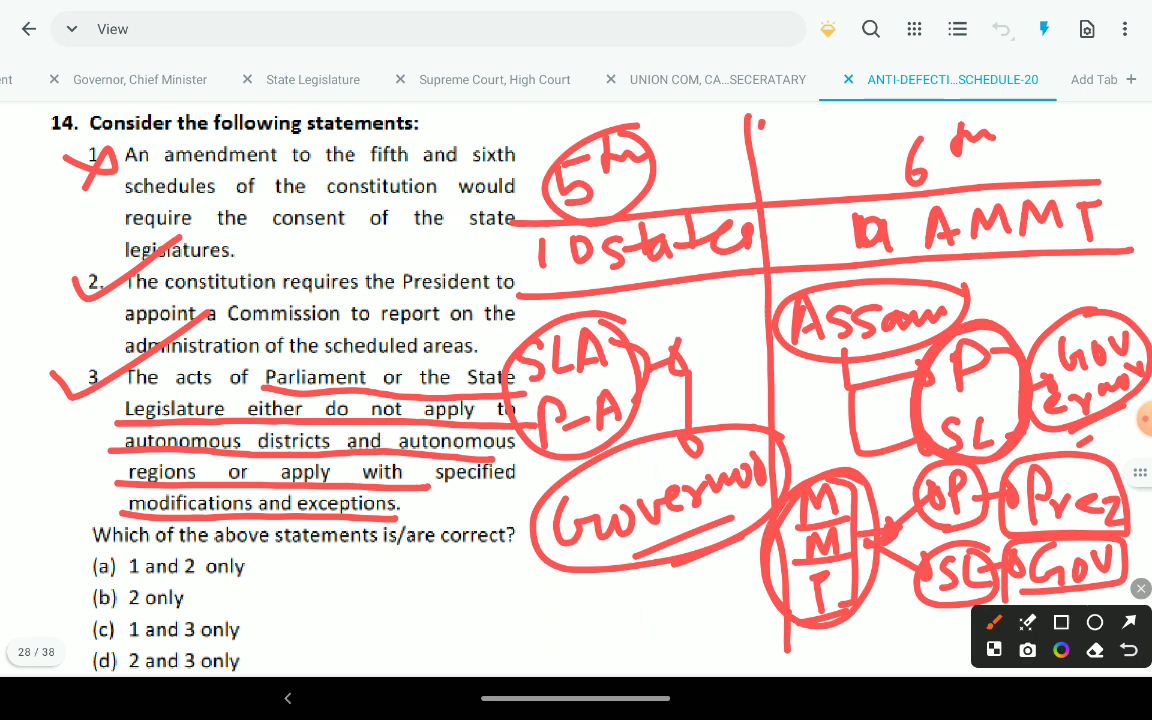 View
nt
Governor, Chief Minister
State Legislature
Supreme Court, High Court
UNION COM, CA...SECERATARY
ANTI-DEFECTI...SCHEDULE-20
Add Tab +
14. Consider the following statements:
1. An amendment to the fifth and sixth
schedules of the constitution would
require the consent of the state
legislatures.
2. The constitution requires the President to
appoint a Commission to report on the
administration of the scheduled areas.
3. The acts of Parliament or the State
Legislature either do not apply to
autonomous districts and autonomous
regions or apply with specified
modifications and exceptions.
Which of the above statements is/are correct?
(a) 1 and 2 only
(b) 2 only
(c) 1 and 3 only
(d) 2 and 3 only
28 / 38
5th
6th
10 states
AMMT
SLA
P-A
Governor
Assam
P
SL
Gov
M
M
T
P
Prez
SL
Gov